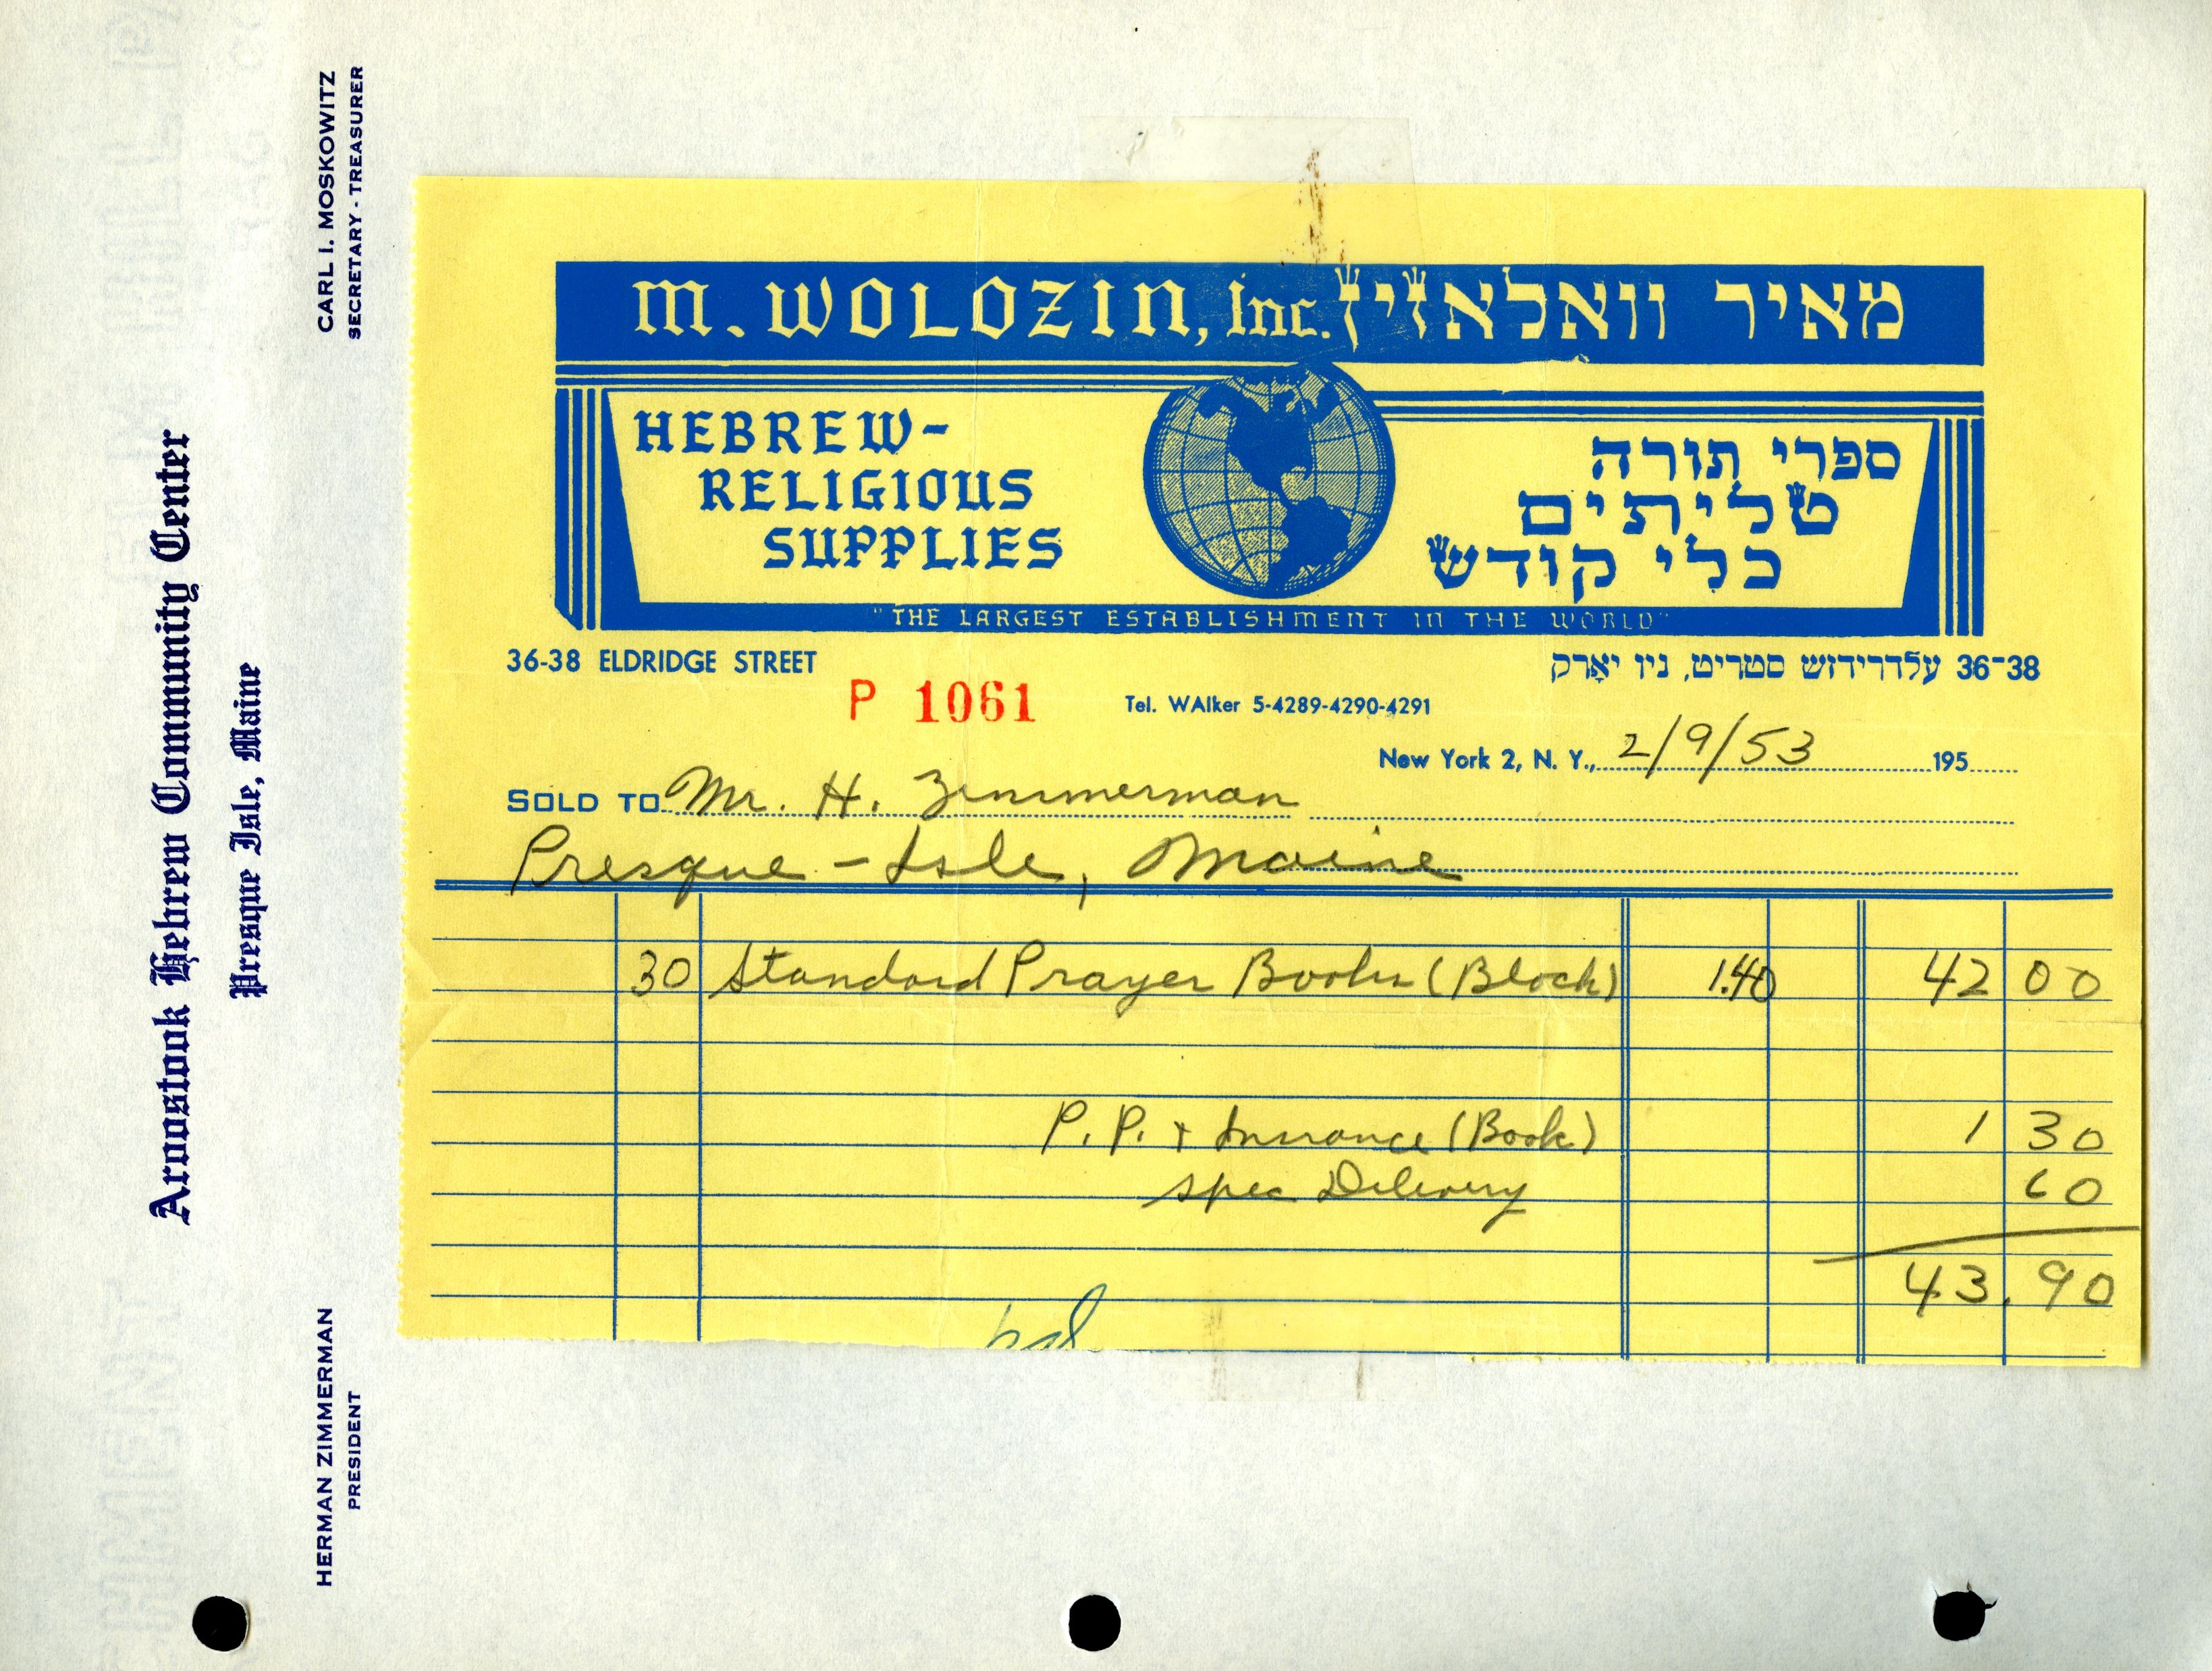 Aroostook Hebrew Community Center
Presque Isle, Maine
HERMAN ZIMMERMAN
PRESIDENT
CARL I. MOSKOWITZ
SECRETARY - TREASURER
M. WOLOZIN, Inc. מאיר וואלאזין
HEBREW-
RELIGIOUS
SUPPLIES
ספרי תורה
טליתים
כלי קודש
"THE LARGEST ESTABLISHMENT IN THE WORLD"
36-38 ELDRIDGE STREET
36-38 עלדרידזש סטריט, ניו יאָרק
P 1061
Tel. WAlker 5-4289-4290-4291
New York 2, N. Y., 2/9/53 195
SOLD TO Mr. H. Zimmerman
Presque - Isle, Maine
30 Standard Prayer Books (Bloch) 1.40 42 00
P. P. + Insurance (Book) 1 30
spec Delivery 60
43.90